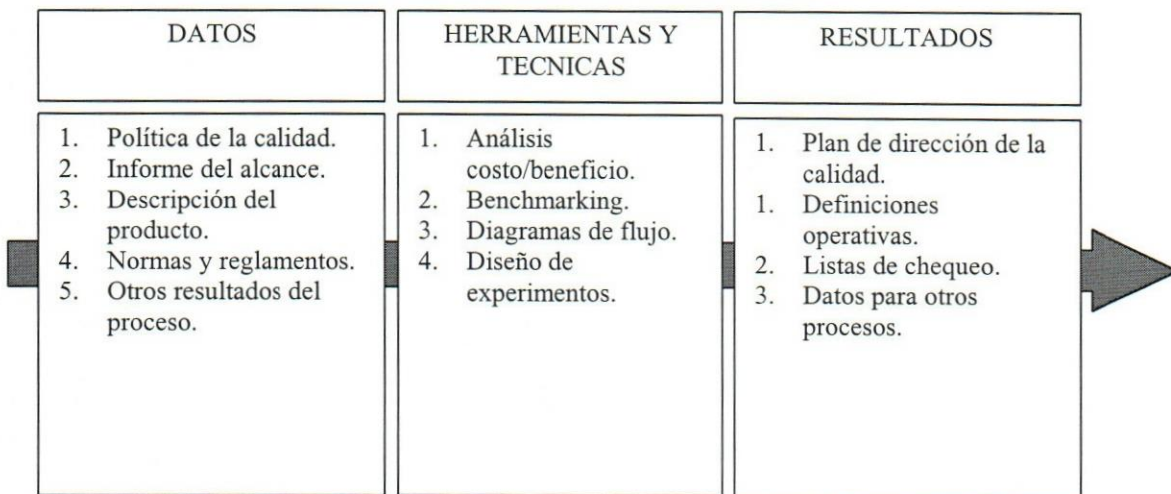 DATOS
1. Política de la calidad.
2. Informe del alcance.
3. Descripción del
producto.
4. Normas y reglamentos.
5. Otros resultados del
proceso.
HERRAMIENTAS Y
TECNICAS
1. Análisis
costo/beneficio.
2. Benchmarking.
3. Diagramas de flujo.
4. Diseño de
experimentos.
RESULTADOS
1. Plan de dirección de la
calidad.
1. Definiciones
operativas.
2. Listas de chequeo.
3. Datos para otros
procesos.